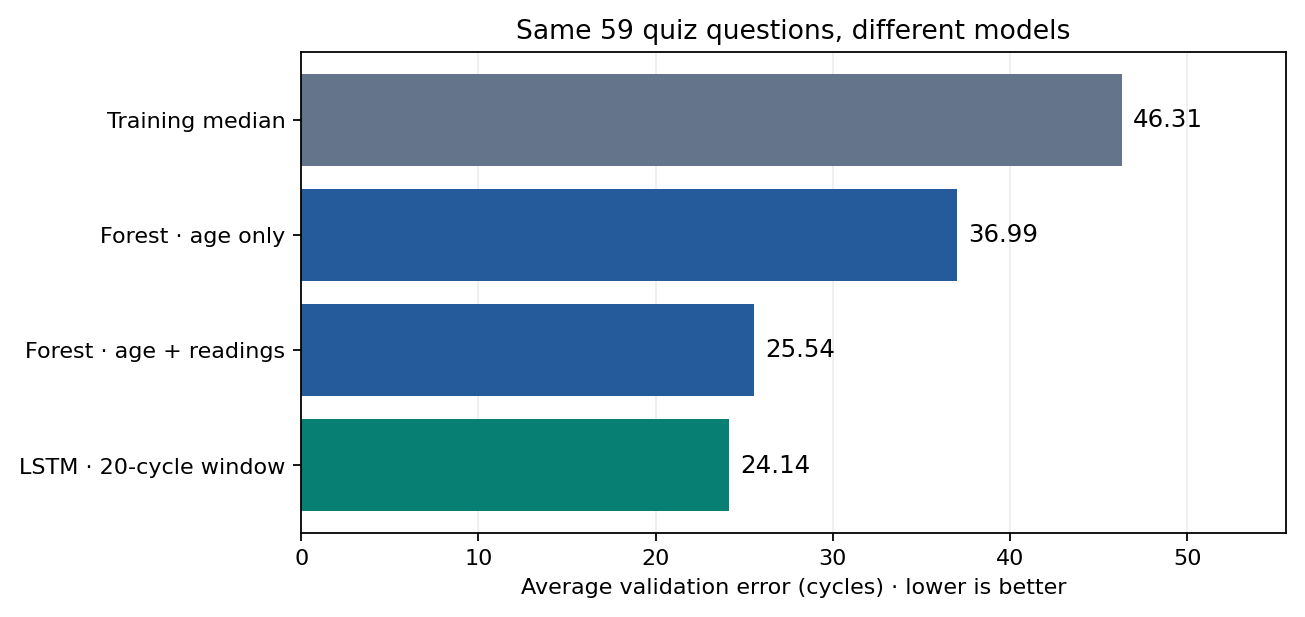 Same 59 quiz questions, different models
Training median
46.31
Forest · age only
36.99
Forest · age + readings
25.54
LSTM · 20-cycle window
24.14
0 10 20 30 40 50
Average validation error (cycles) · lower is better